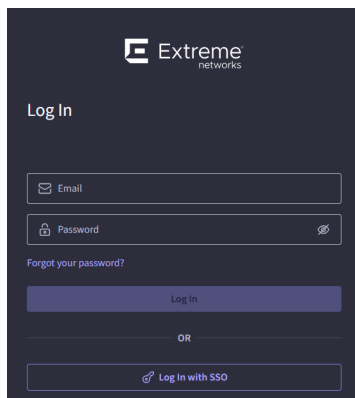 Extreme
networks
Log In
Email
Password
Forgot your password?
Log In
OR
Log In with SSO